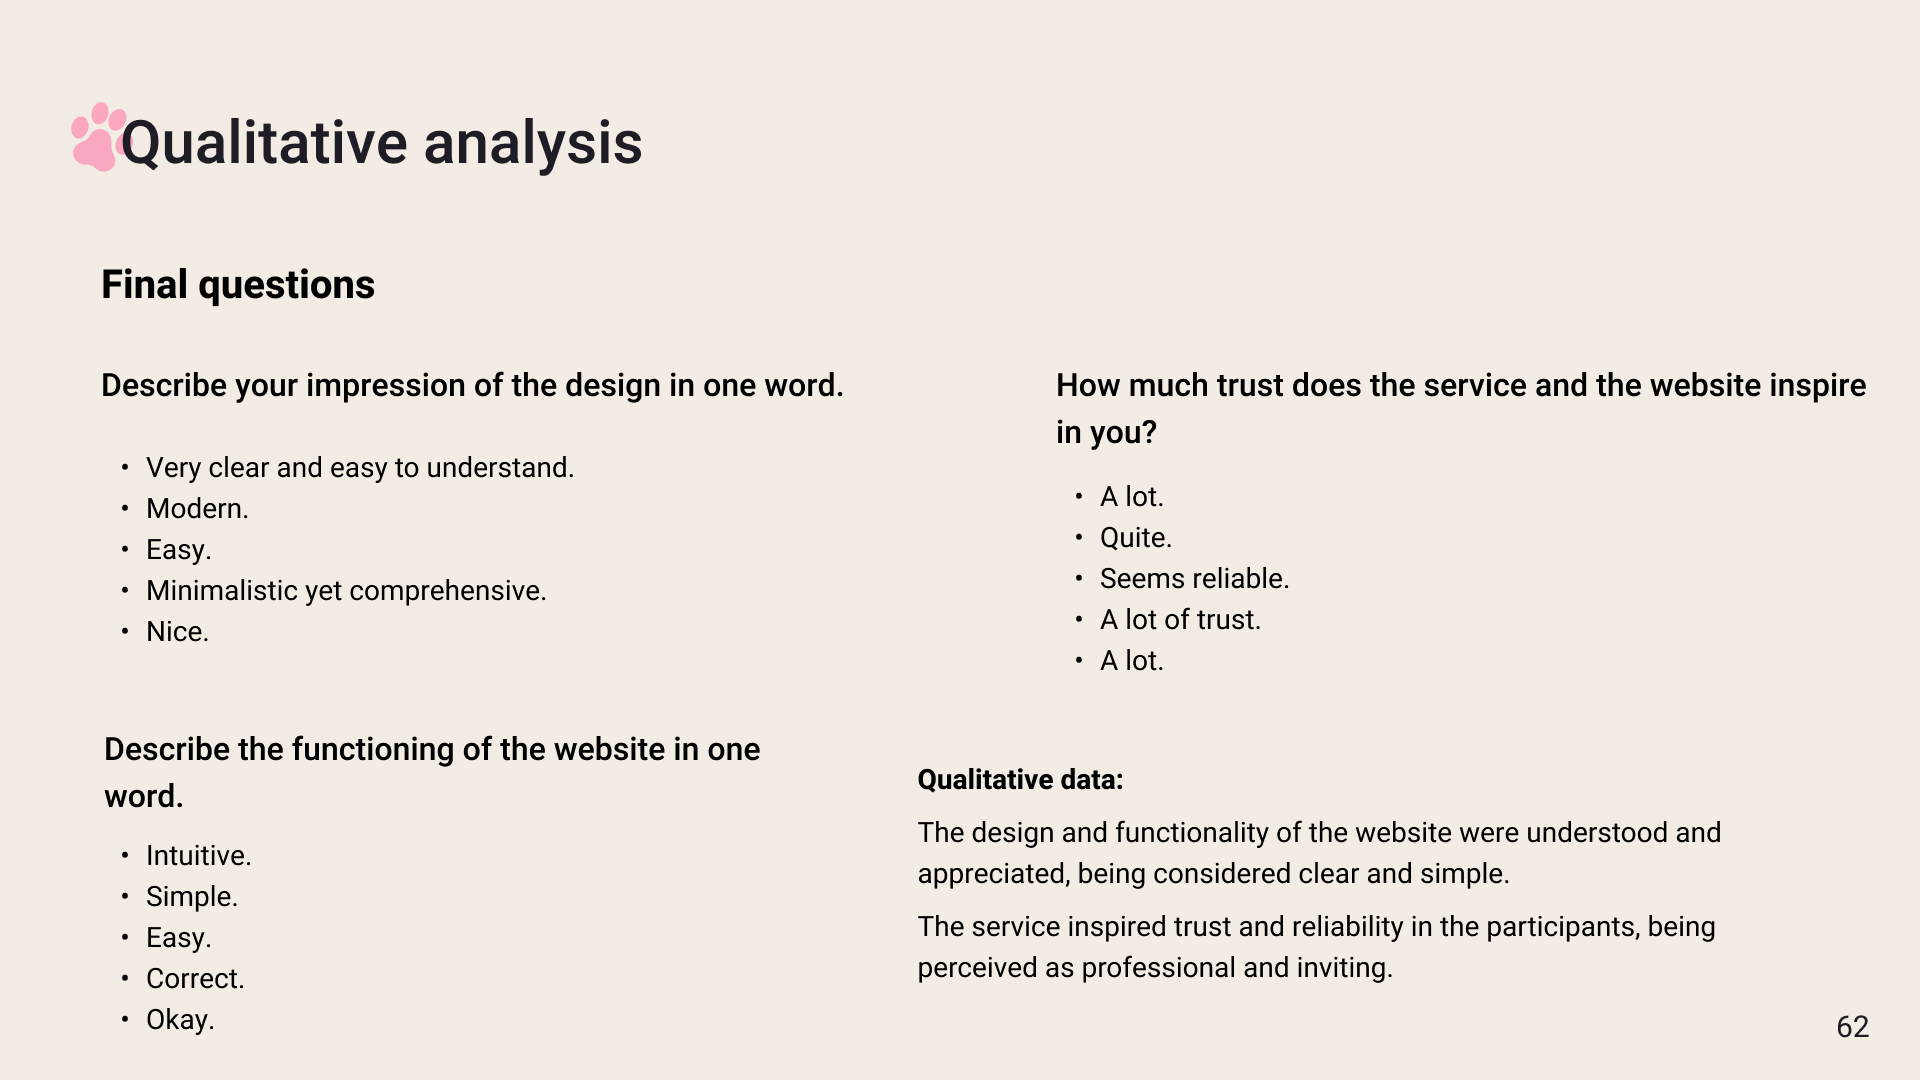 Qualitative analysis
Final questions
Describe your impression of the design in one word.
• Very clear and easy to understand.
• Modern.
• Easy.
• Minimalistic yet comprehensive.
• Nice.
Describe the functioning of the website in one
word.
• Intuitive.
• Simple.
• Easy.
• Correct.
• Okay.
How much trust does the service and the website inspire
in you?
• A lot.
• Quite.
• Seems reliable.
• A lot of trust.
• A lot.
Qualitative data:
The design and functionality of the website were understood and
appreciated, being considered clear and simple.
The service inspired trust and reliability in the participants, being
perceived as professional and inviting.
62